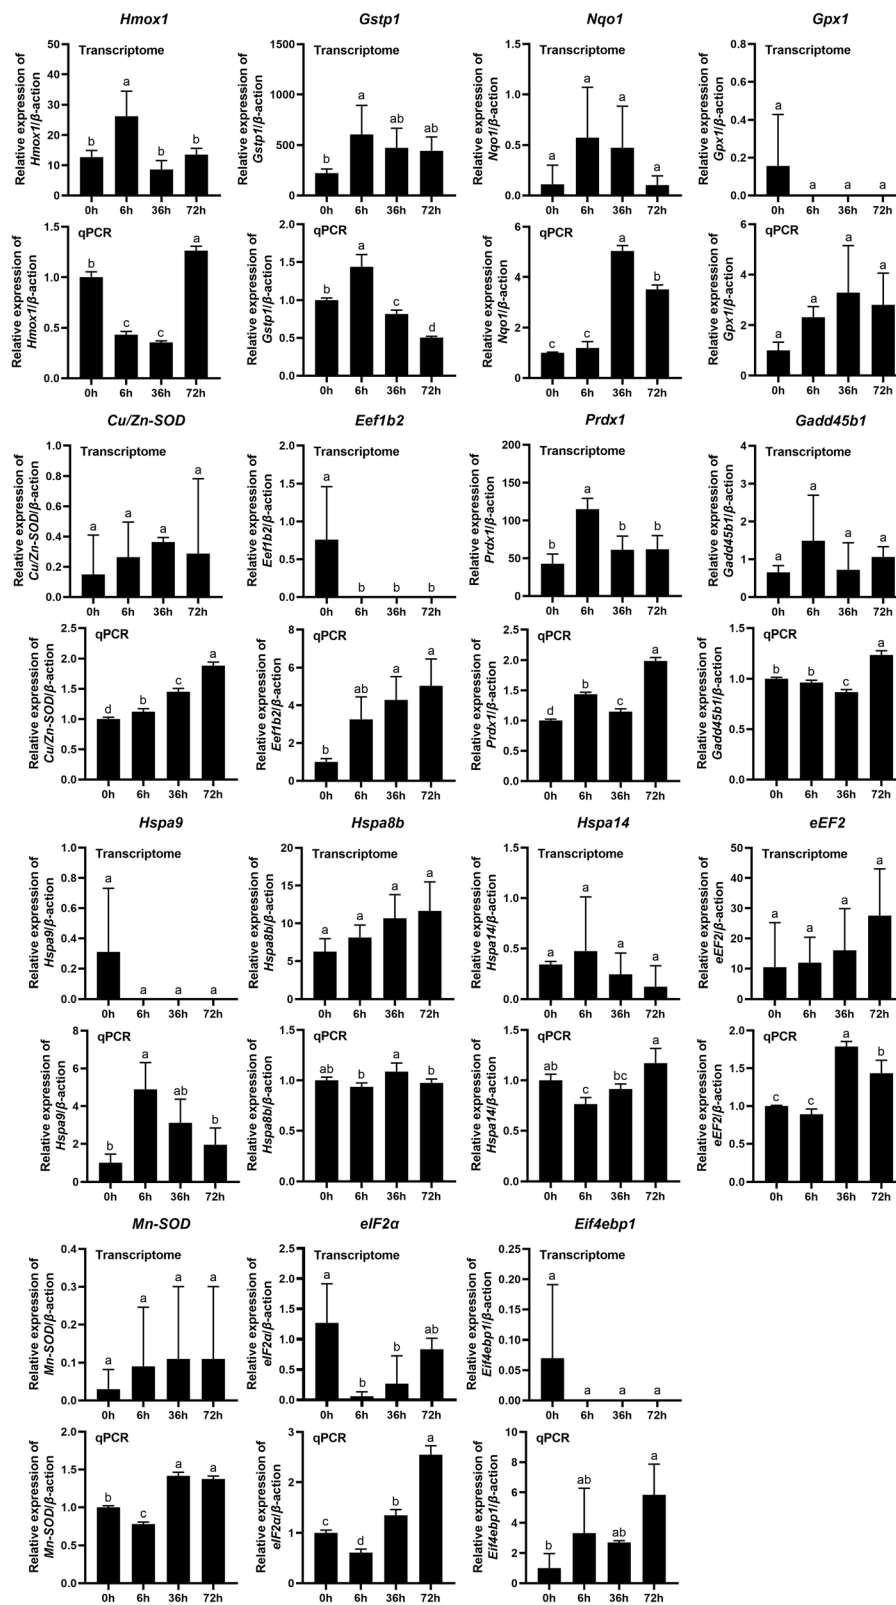 Hmox1
Relative expression of
Hmox1/β-action
Transcriptome
50
40
30
20
10
0
b
a
b
b
0h
6h
36h
72h
Relative expression of
Hmox1/β-action
qPCR
1.5
1.0
0.5
0.0
b
c
c
a
0h
6h
36h
72h
Gstp1
Relative expression of
Gstp1/β-action
Transcriptome
1500
1000
500
0
b
a
ab
ab
0h
6h
36h
72h
Relative expression of
Gstp1/β-action
qPCR
2.0
1.5
1.0
0.5
0.0
b
a
c
d
0h
6h
36h
72h
Nqo1
Relative expression of
Nqo1/β-action
Transcriptome
1.5
1.0
0.5
0.0
a
a
a
a
0h
6h
36h
72h
Relative expression of
Nqo1/β-action
qPCR
6
4
2
0
c
c
a
b
0h
6h
36h
72h
Gpx1
Relative expression of
Gpx1/β-action
Transcriptome
0.8
0.6
0.4
0.2
0.0
a
a
a
a
0h
6h
36h
72h
Relative expression of
Gpx1/β-action
qPCR
6
4
2
0
a
a
a
a
0h
6h
36h
72h
Cu/Zn-SOD
Relative expression of
Cu/Zn-SOD/β-action
Transcriptome
1.0
0.8
0.6
0.4
0.2
0.0
a
a
a
a
0h
6h
36h
72h
Relative expression of
Cu/Zn-SOD/β-action
qPCR
2.5
2.0
1.5
1.0
0.5
0.0
d
b
c
a
0h
6h
36h
72h
Eef1b2
Relative expression of
Eef1b2/β-action
Transcriptome
2.0
1.5
1.0
0.5
0.0
a
b
b
b
0h
6h
36h
72h
Relative expression of
Eef1b2/β-action
qPCR
8
6
4
2
0
b
ab
a
a
0h
6h
36h
72h
Prdx1
Relative expression of
Prdx1/β-action
Transcriptome
200
150
100
50
0
b
a
b
b
0h
6h
36h
72h
Relative expression of
Prdx1/β-action
qPCR
2.5
2.0
1.5
1.0
0.5
0.0
d
b
c
a
0h
6h
36h
72h
Gadd45b1
Relative expression of
Gadd45b1/β-action
Transcriptome
4
3
2
1
0
a
a
a
a
0h
6h
36h
72h
Relative expression of
Gadd45b1/β-action
qPCR
1.5
1.0
0.5
0.0
b
b
c
a
0h
6h
36h
72h
Hspa9
Relative expression of
Hspa9/β-action
Transcriptome
1.0
0.8
0.6
0.4
0.2
0.0
a
a
a
a
0h
6h
36h
72h
Relative expression of
Hspa9/β-action
qPCR
8
6
4
2
0
b
a
ab
b
0h
6h
36h
72h
Hspa8b
Relative expression of
Hspa8b/β-action
Transcriptome
20
15
10
5
0
a
a
a
a
0h
6h
36h
72h
Relative expression of
Hspa8b/β-action
qPCR
1.5
1.0
0.5
0.0
ab
b
a
b
0h
6h
36h
72h
Hspa14
Relative expression of
Hspa14/β-action
Transcriptome
1.5
1.0
0.5
0.0
a
a
a
a
0h
6h
36h
72h
Relative expression of
Hspa14/β-action
qPCR
1.5
1.0
0.5
0.0
ab
c
bc
a
0h
6h
36h
72h
eEF2
Relative expression of
eEF2/β-action
Transcriptome
50
40
30
20
10
0
a
a
a
a
0h
6h
36h
72h
Relative expression of
eEF2/β-action
qPCR
2.0
1.5
1.0
0.5
0.0
c
c
a
b
0h
6h
36h
72h
Mn-SOD
Relative expression of
Mn-SOD/β-action
Transcriptome
0.4
0.3
0.2
0.1
0.0
a
a
a
a
0h
6h
36h
72h
Relative expression of
Mn-SOD/β-action
qPCR
2.0
1.5
1.0
0.5
0.0
b
c
a
a
0h
6h
36h
72h
eIF2α
Relative expression of
eIF2α/β-action
Transcriptome
2.5
2.0
1.5
1.0
0.5
0.0
a
b
b
ab
0h
6h
36h
72h
Relative expression of
eIF2α/β-action
qPCR
3
2
1
0
c
d
b
a
0h
6h
36h
72h
Eif4ebp1
Relative expression of
Eif4ebp1/β-action
Transcriptome
0.25
0.20
0.15
0.10
0.05
0.00
a
a
a
a
0h
6h
36h
72h
Relative expression of
Eif4ebp1/β-action
qPCR
10
8
6
4
2
0
b
ab
ab
a
0h
6h
36h
72h